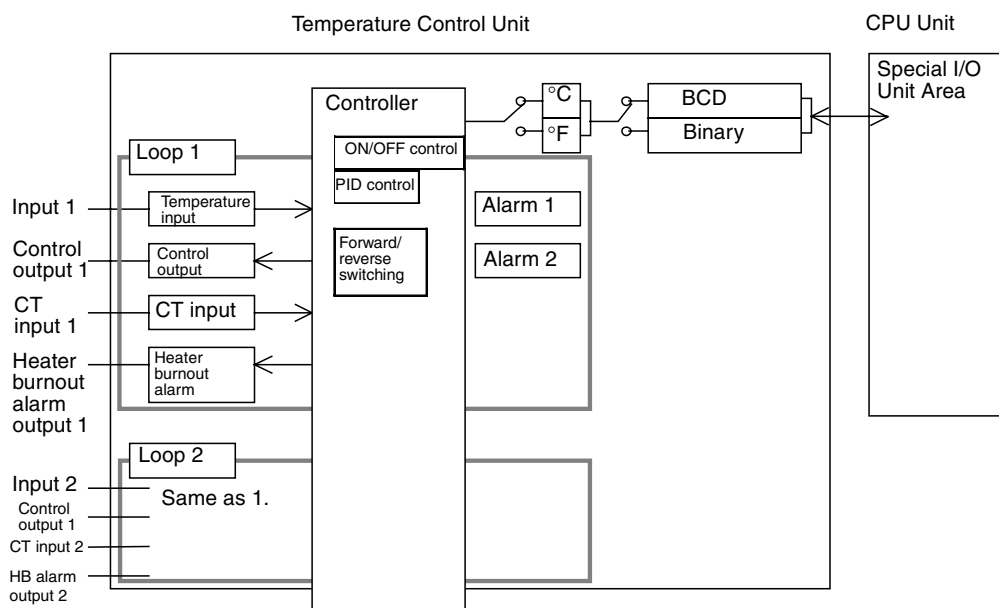 Temperature Control Unit
CPU Unit
Special I/O
Unit Area
Controller
°C
°F
BCD
Binary
ON/OFF control
PID control
Forward/
reverse
switching
Loop 1
Input 1
Temperature
input
Control
output 1
Control
output
CT
input 1
CT input
Heater
burnout
alarm
output 1
Heater
burnout
alarm
Alarm 1
Alarm 2
Loop 2
Input 2
Same as 1.
Control
output 1
CT input 2
HB alarm
output 2